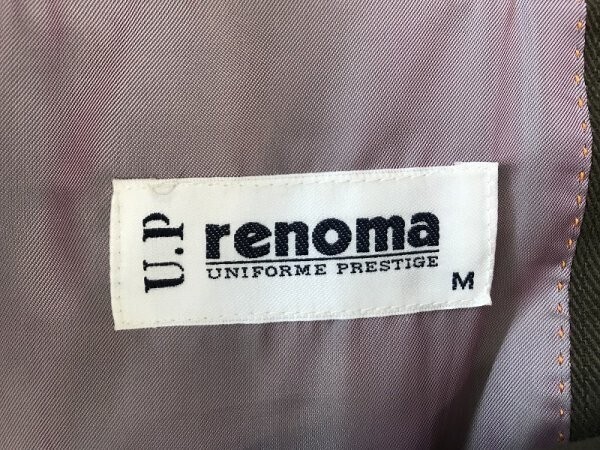 U.P
renoma
UNIFORME PRESTIGE
M